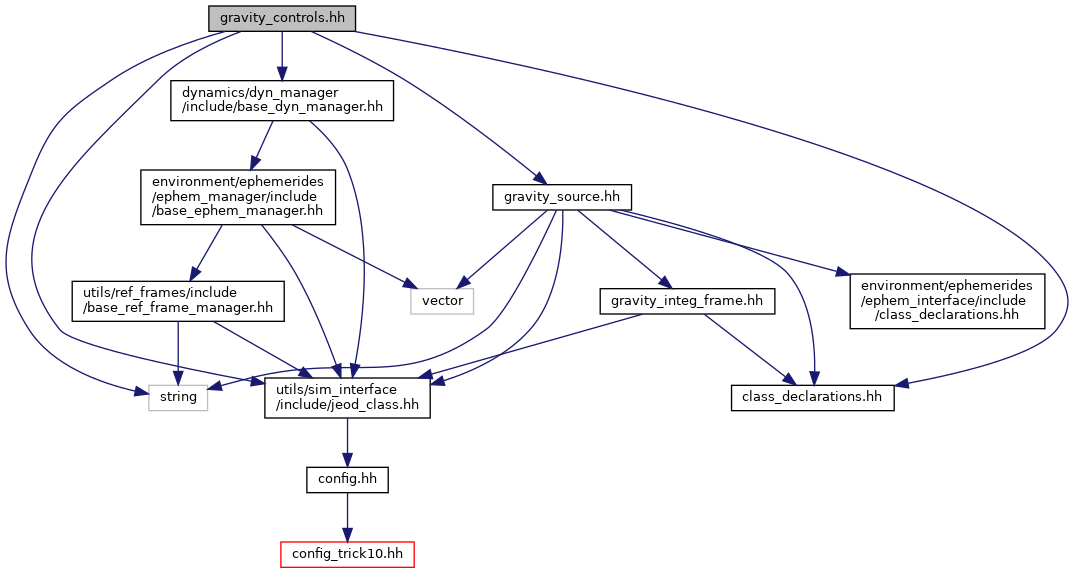 gravity_controls.hh
dynamics/dyn_manager
/include/base_dyn_manager.hh
environment/ephemerides
/ephem_manager/include
/base_ephem_manager.hh
gravity_source.hh
utils/ref_frames/include
/base_ref_frame_manager.hh
vector
gravity_integ_frame.hh
environment/ephemerides
/ephem_interface/include
/class_declarations.hh
string
utils/sim_interface
/include/jeod_class.hh
class_declarations.hh
config.hh
config_trick10.hh